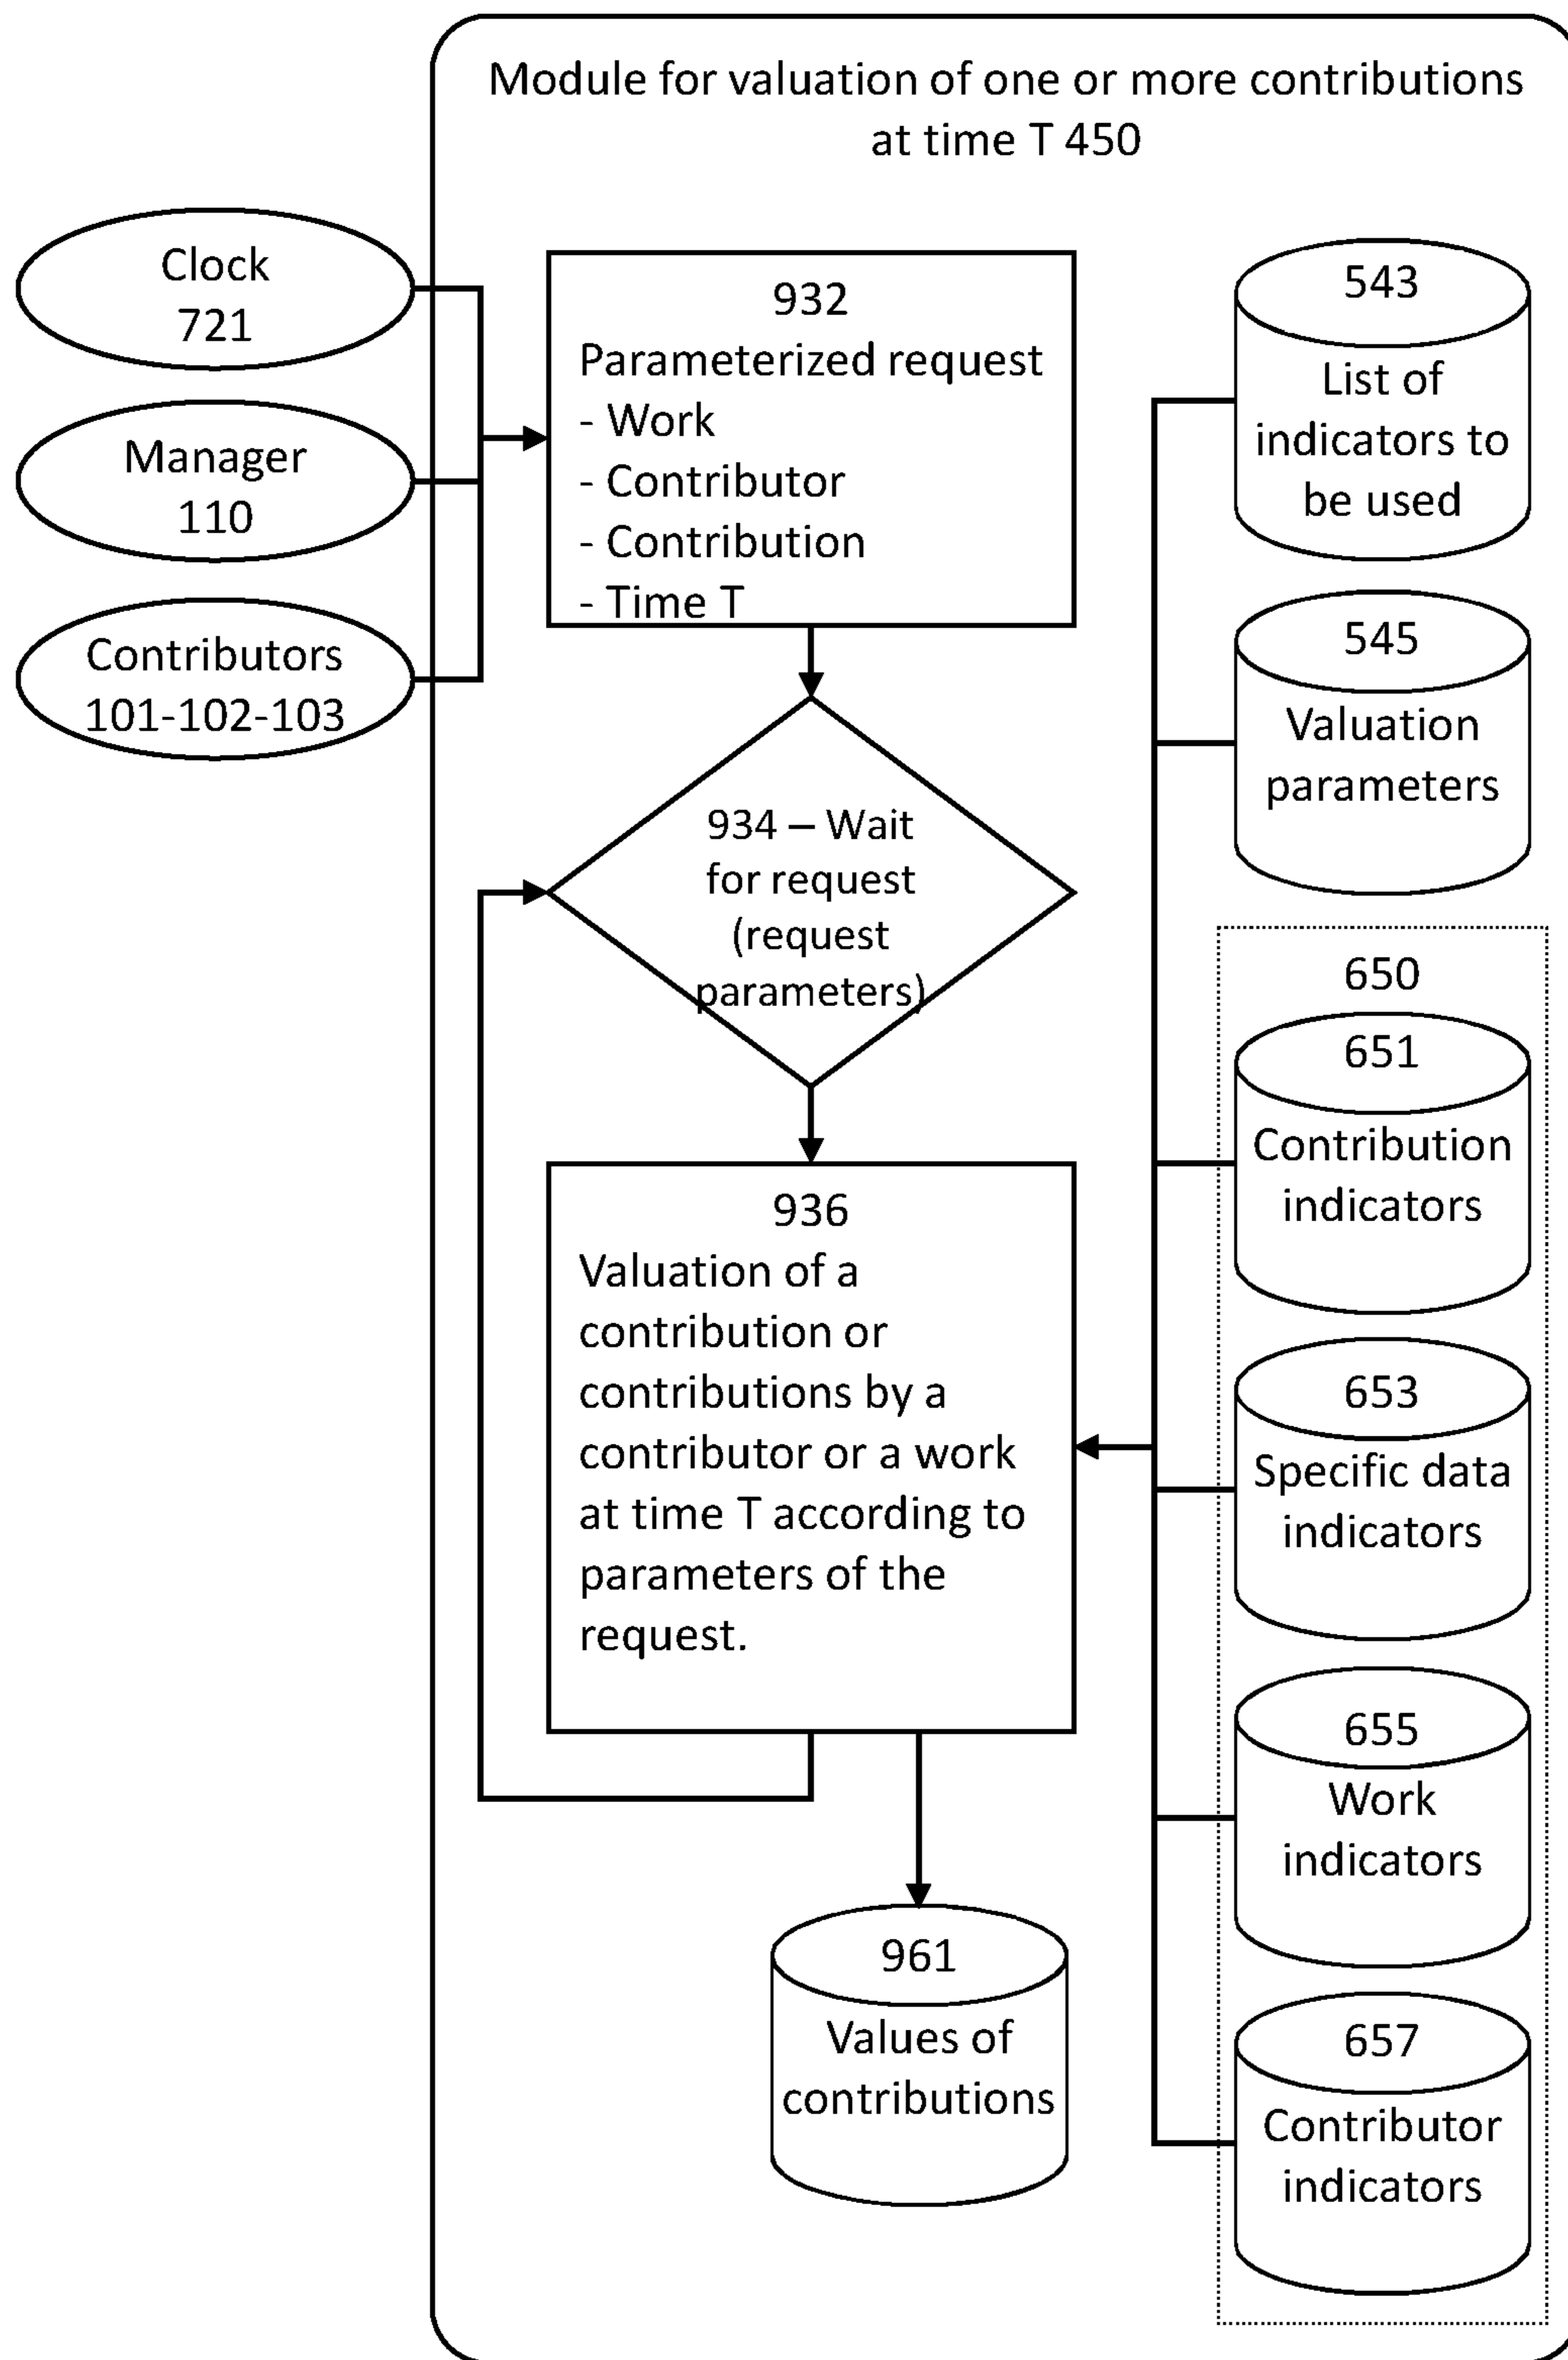 Module for valuation of one or more contributions
at time T 450
Clock
721
Manager
110
Contributors
101-102-103
932
Parameterized request
- Work
- Contributor
- Contribution
- Time T
934 – Wait
for request
(request
parameters)
936
Valuation of a
contribution or
contributions by a
contributor or a work
at time T according to
parameters of the
request.
961
Values of
contributions
543
List of
indicators to
be used
545
Valuation
parameters
650
651
Contribution
indicators
653
Specific data
indicators
655
Work
indicators
657
Contributor
indicators